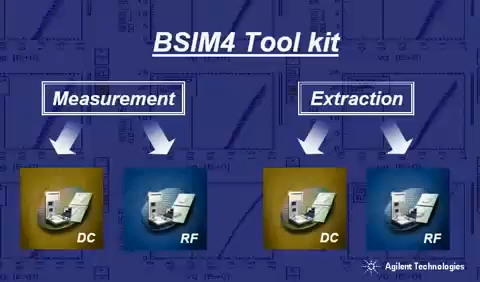 BSIM4 Tool kit
Measurement
Extraction
DC
RF
DC
RF
Agilent Technologies